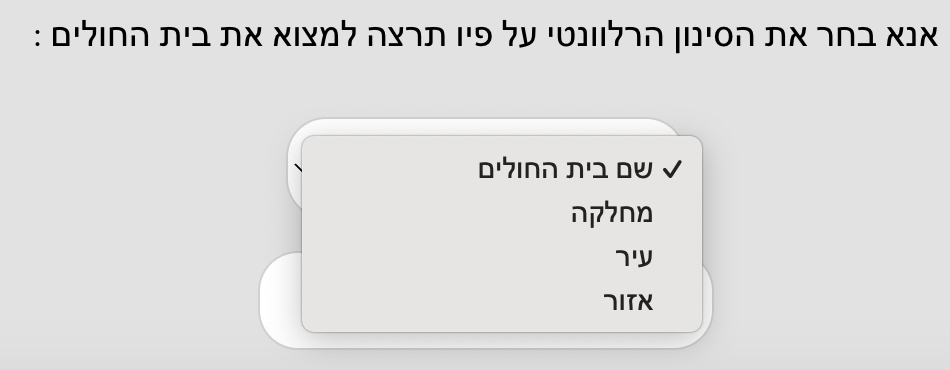 אנא בחר את הסינון הרלוונטי על פיו תרצה למצוא את בית החולים :
שם בית החולים
מחלקה
עיר
אזור